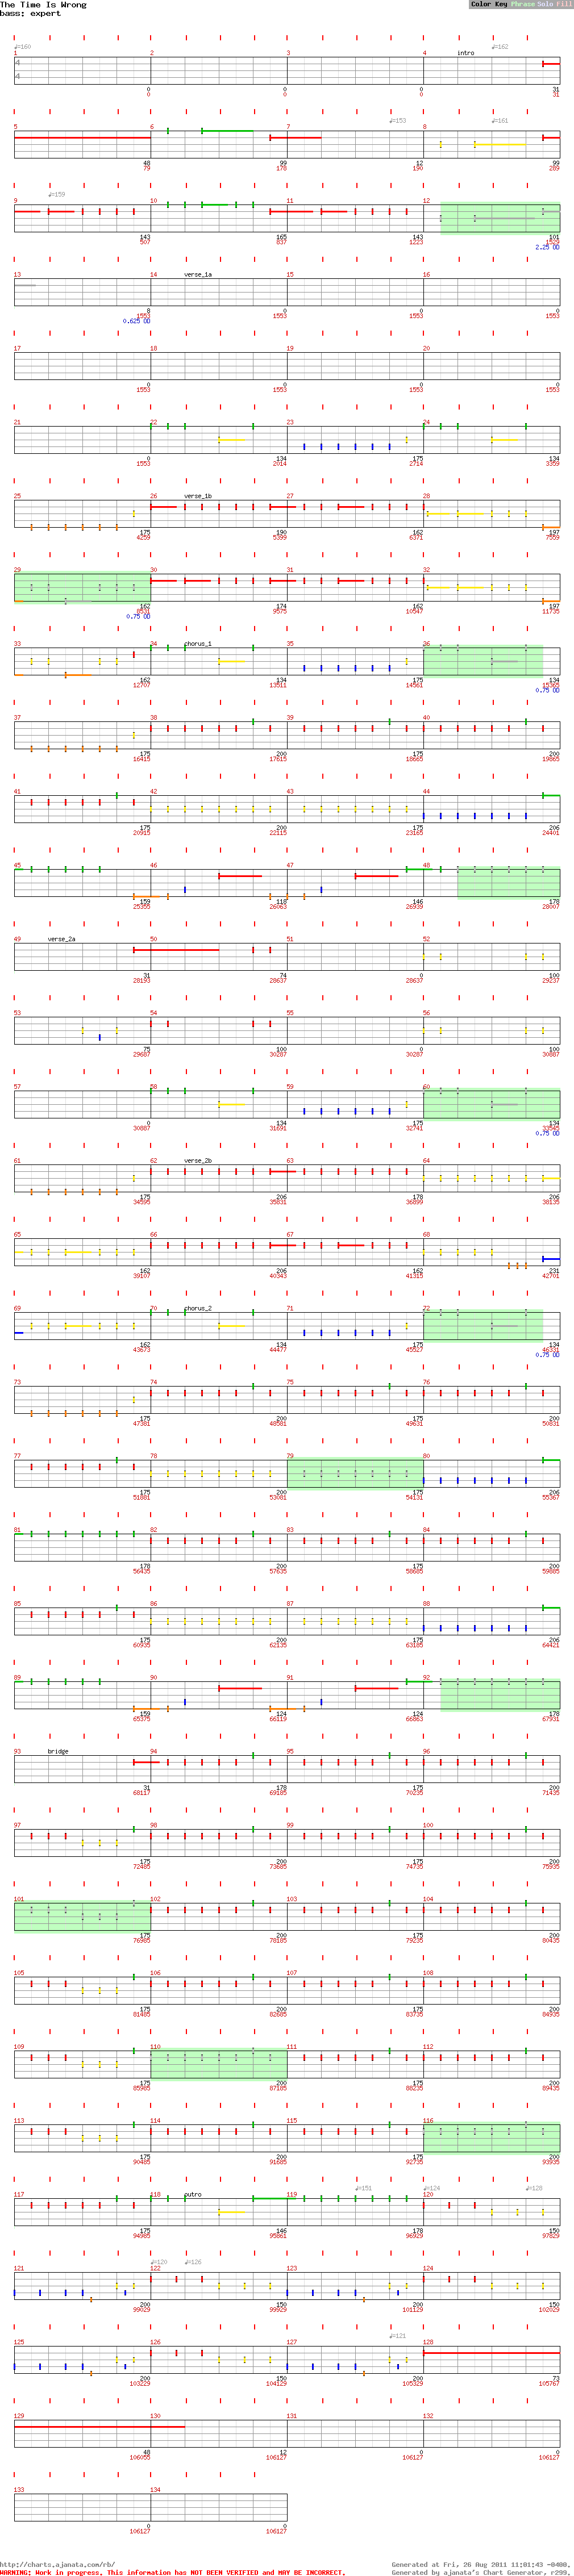 The Time Is Wrong
bass: expert
Color Key Phrase Solo Fill
♩=160 ♩=162
1 2 3 4 intro
4
4
0 0 0 31
0 0 0 31
♩=153 ♩=161
5 6 7 8
48 99 12 99
79 178 190 289
♩=159
9 10 11 12
143 165 143 101
507 837 1223 1529
2.25 OD
13 14 verse_1a 15 16
8 0 0 0
1553 1553 1553 1553
0.625 OD
17 18 19 20
0 0 0 0
1553 1553 1553 1553
21 22 23 24
0 134 175 134
1553 2014 2714 3359
25 26 verse_1b 27 28
175 190 162 197
4259 5399 6371 7559
29 30 31 32
162 174 162 197
8531 9575 10547 11735
0.75 OD
33 34 chorus_1 35 36
162 134 175 134
12707 13511 14561 15365
0.75 OD
37 38 39 40
175 200 175 200
16415 17615 18665 19865
41 42 43 44
175 200 175 206
20915 22115 23165 24401
45 46 47 48
159 118 146 178
25355 26063 26939 28007
49 verse_2a 50 51 52
31 74 0 100
28193 28637 28637 29237
53 54 55 56
75 100 0 100
29687 30287 30287 30887
57 58 59 60
0 134 175 134
30887 31691 32741 33545
0.75 OD
61 62 verse_2b 63 64
175 206 178 206
34595 35831 36899 38135
65 66 67 68
162 206 162 231
39107 40343 41315 42701
69 70 chorus_2 71 72
162 134 175 134
43673 44477 45527 46331
0.75 OD
73 74 75 76
175 200 175 200
47381 48581 49631 50831
77 78 79 80
175 200 175 206
51881 53081 54131 55367
81 82 83 84
178 200 175 200
56435 57635 58685 59885
85 86 87 88
175 200 175 206
60935 62135 63185 64421
89 90 91 92
159 124 124 178
65375 66119 66863 67931
93 bridge 94 95 96
31 178 175 200
68117 69185 70235 71435
97 98 99 100
175 200 175 200
72485 73685 74735 75935
101 102 103 104
175 200 175 200
76985 78185 79235 80435
105 106 107 108
175 200 175 200
81485 82685 83735 84935
109 110 111 112
175 200 175 200
85985 87185 88235 89435
113 114 115 116
175 200 175 200
90485 91685 92735 93935
♩=151 ♩=124 ♩=128
117 118 outro 119 120
175 146 178 150
94985 95861 96929 97829
♩=120 ♩=126
121 122 123 124
200 150 200 150
99029 99929 101129 102029
♩=121
125 126 127 128
200 150 200 73
103229 104129 105329 105767
129 130 131 132
48 12 0 0
106055 106127 106127 106127
133 134
0 0
106127 106127
http://charts.ajanata.com/rb/ Generated at Fri, 26 Aug 2011 11:01:43 -0400,
WARNING: Work in progress. This information has NOT BEEN VERIFIED and MAY BE INCORRECT. Generated by ajanata's Chart Generator, r299.